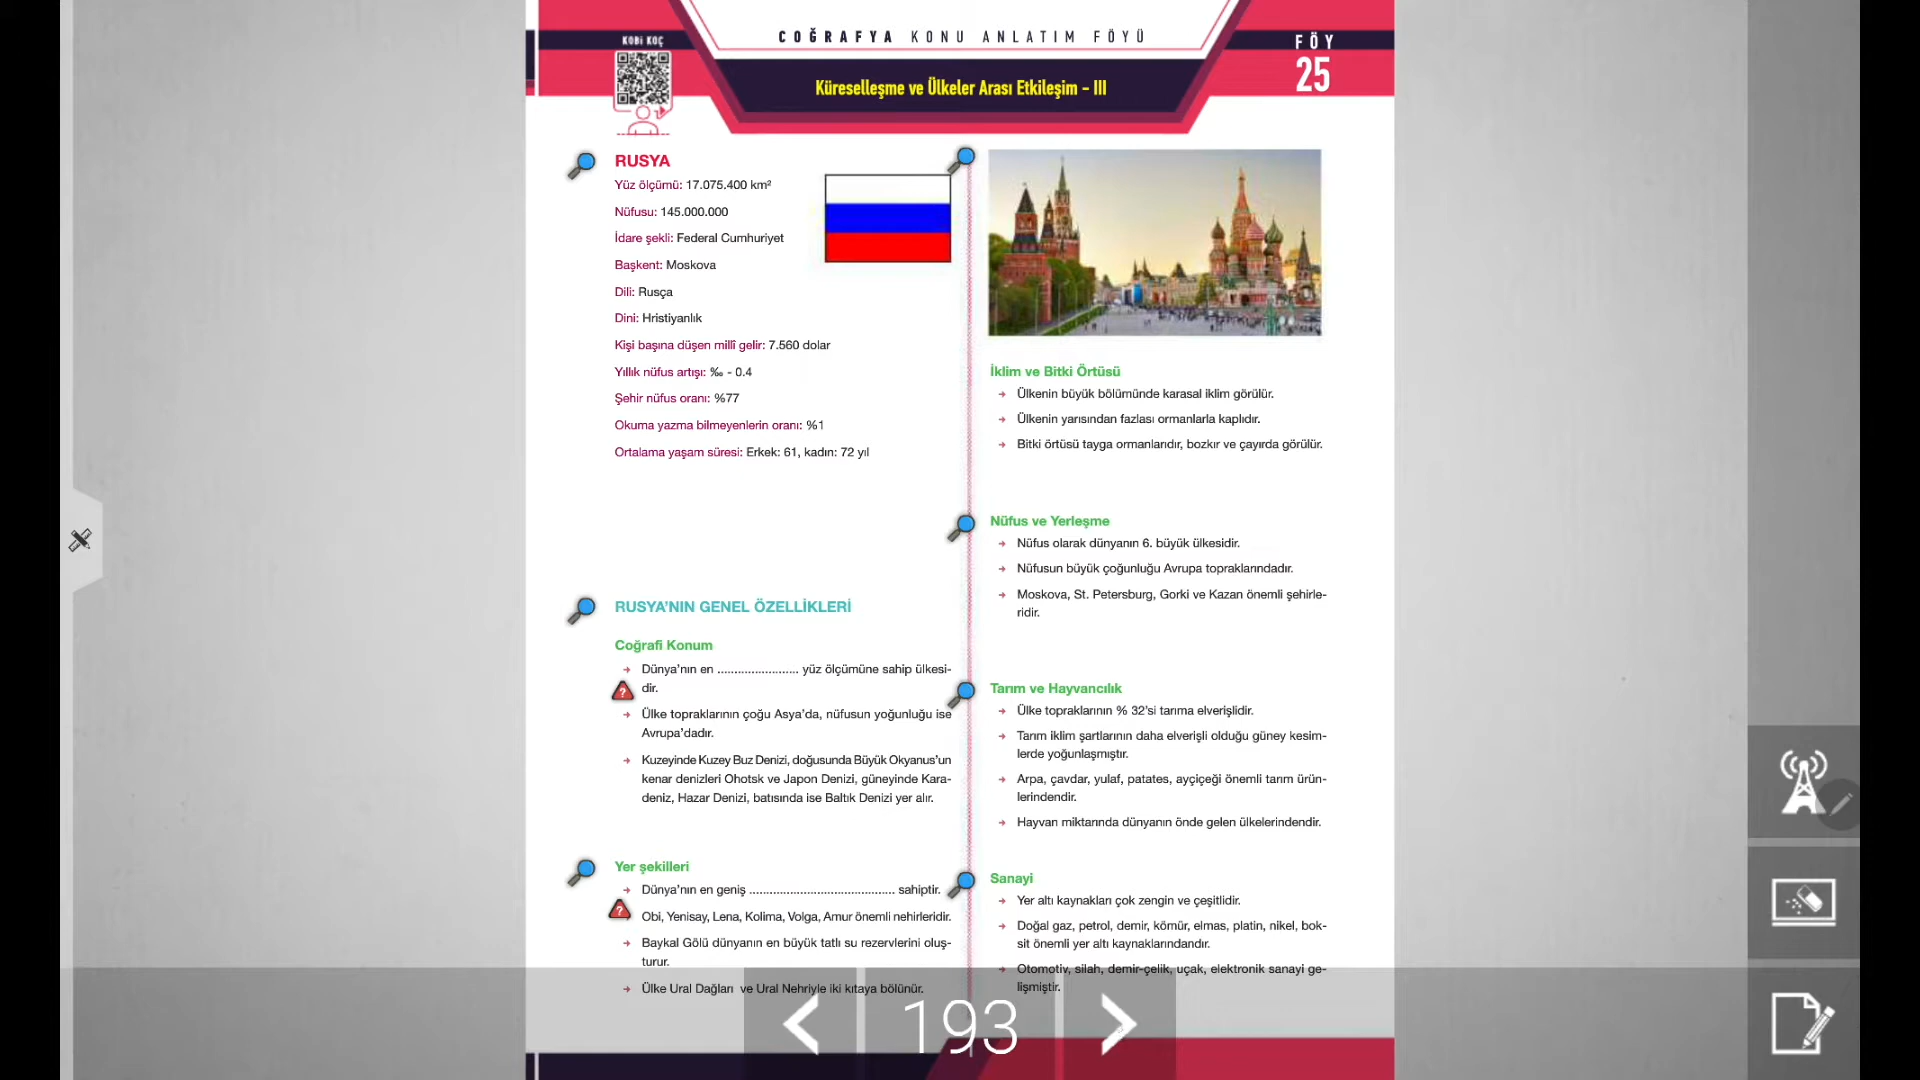 KOBİ KOÇ
COĞRAFYA KONU ANLATIM FÖYÜ
Küreselleşme ve Ülkeler Arası Etkileşim - III
FÖY
25
RUSYA
Yüz ölçümü: 17.075.400 km²
Nüfusu: 145.000.000
İdare şekli: Federal Cumhuriyet
Başkent: Moskova
Dili: Rusça
Dini: Hristiyanlık
Kişi başına düşen millî gelir: 7.560 dolar
Yıllık nüfus artışı: ‰ - 0.4
Şehir nüfus oranı: %77
Okuma yazma bilmeyenlerin oranı: %1
Ortalama yaşam süresi: Erkek: 61, kadın: 72 yıl
RUSYA'NIN GENEL ÖZELLİKLERİ
Coğrafi Konum
Dünya'nın en ........................ yüz ölçümüne sahip ülkesi-
dir.
Ülke topraklarının çoğu Asya'da, nüfusun yoğunluğu ise
Avrupa'dadır.
Kuzeyinde Kuzey Buz Denizi, doğusunda Büyük Okyanus'un
kenar denizleri Ohotsk ve Japon Denizi, güneyinde Kara-
deniz, Hazar Denizi, batısında ise Baltık Denizi yer alır.
Yer şekilleri
Dünya'nın en geniş ........................................... sahiptir.
Obi, Yenisay, Lena, Kolima, Volga, Amur önemli nehirleridir.
Baykal Gölü dünyanın en büyük tatlı su rezervlerini oluş-
turur.
Ülke Ural Dağları ve Ural Nehriyle iki kıtaya bölünür.
İklim ve Bitki Örtüsü
Ülkenin büyük bölümünde karasal iklim görülür.
Ülkenin yarısından fazlası ormanlarla kaplıdır.
Bitki örtüsü tayga ormanlarıdır, bozkır ve çayırda görülür.
Nüfus ve Yerleşme
Nüfus olarak dünyanın 6. büyük ülkesidir.
Nüfusun büyük çoğunluğu Avrupa topraklarındadır.
Moskova, St. Petersburg, Gorki ve Kazan önemli şehirle-
ridir.
Tarım ve Hayvancılık
Ülke topraklarının % 32'si tarıma elverişlidir.
Tarım iklim şartlarının daha elverişli olduğu güney kesim-
lerde yoğunlaşmıştır.
Arpa, çavdar, yulaf, patates, ayçiçeği önemli tarım ürün-
lerindendir.
Hayvan miktarında dünyanın önde gelen ülkelerindendir.
Sanayi
Yer altı kaynakları çok zengin ve çeşitlidir.
Doğal gaz, petrol, demir, kömür, elmas, platin, nikel, bok-
sit önemli yer altı kaynaklarındandır.
Otomotiv, silah, demir-çelik, uçak, elektronik sanayi ge-
lişmiştir.
193